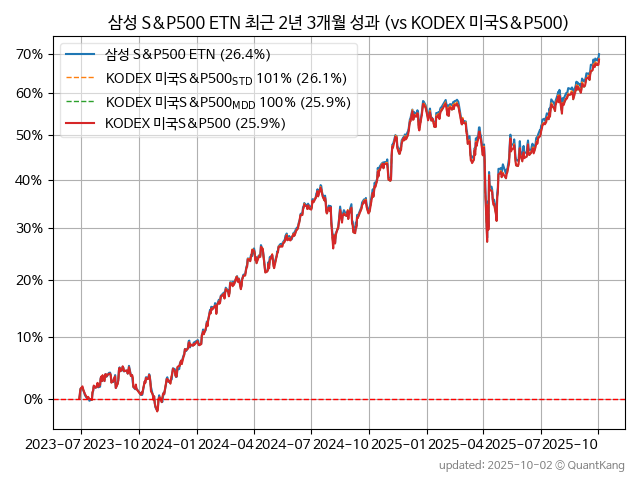 삼성 S&P500 ETN 최근 2년 3개월 성과 (vs KODEX 미국S&P500)
삼성 S&P500 ETN (26.4%)
KODEX 미국S&P500STD 101% (26.1%)
KODEX 미국S&P500MDD 100% (25.9%)
KODEX 미국S&P500 (25.9%)
70%
60%
50%
40%
30%
20%
10%
0%
2023-07 2023-10 2024-01 2024-04 2024-07 2024-10 2025-01 2025-04 2025-07 2025-10
updated: 2025-10-02 © QuantKang